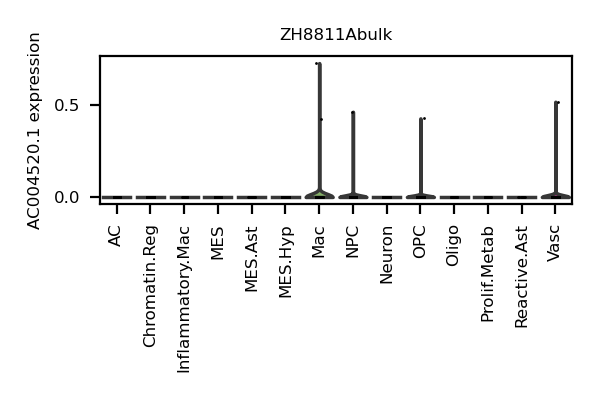 ZH8811Abulk
AC004520.1 expression
0.5
0.0
AC
Chromatin.Reg
Inflammatory.Mac
MES
MES.Ast
MES.Hyp
Mac
NPC
Neuron
OPC
Oligo
Prolif.Metab
Reactive.Ast
Vasc